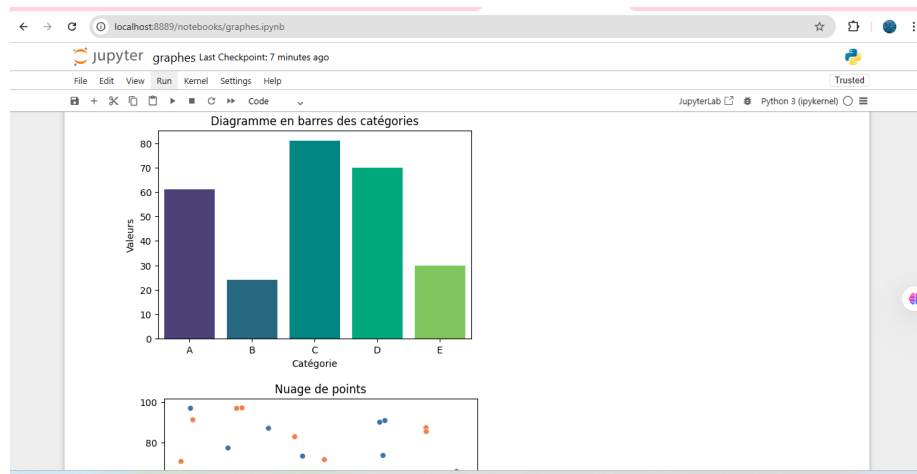 localhost:8889/notebooks/graphes.ipynb
jupyter graphes Last Checkpoint: 7 minutes ago
File Edit View Run Kernel Settings Help
Trusted
Code
JupyterLab
Python 3 (ipykernel)
Diagramme en barres des catégories
80
70
60
50
40
30
20
10
0
Valeurs
A B C D E
Catégorie
Nuage de points
100
80